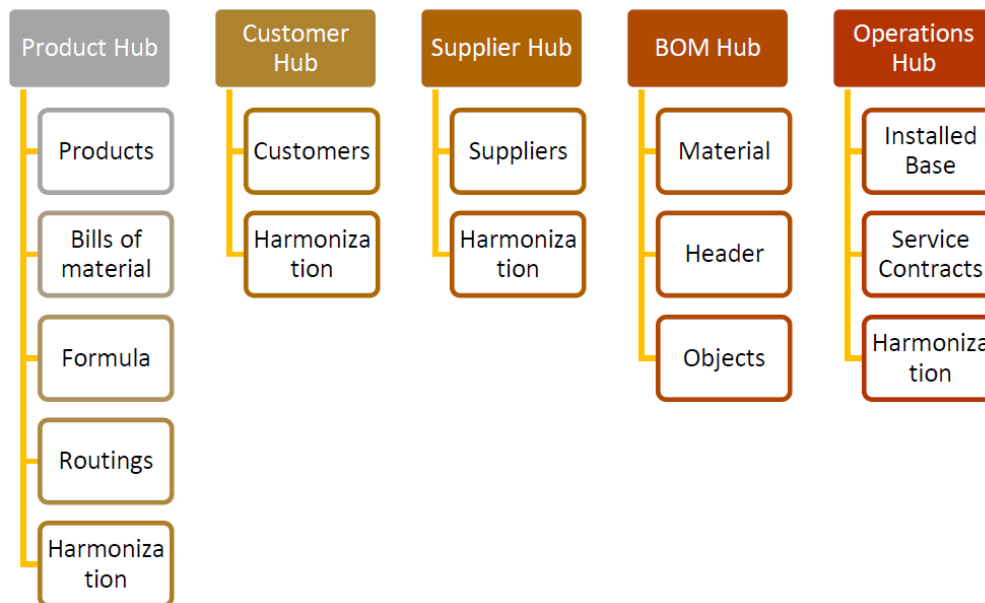 Product Hub
Products
Bills of
material
Formula
Routings
Harmoniza
tion
Customer
Hub
Customers
Harmoniza
tion
Supplier Hub
Suppliers
Harmoniza
tion
BOM Hub
Material
Header
Objects
Operations
Hub
Installed
Base
Service
Contracts
Harmoniza
tion